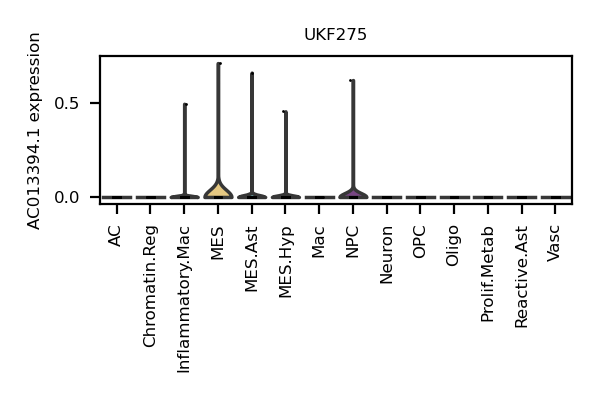 UKF275
AC013394.1 expression
0.5
0.0
AC
Chromatin.Reg
Inflammatory.Mac
MES
MES.Ast
MES.Hyp
Mac
NPC
Neuron
OPC
Oligo
Prolif.Metab
Reactive.Ast
Vasc